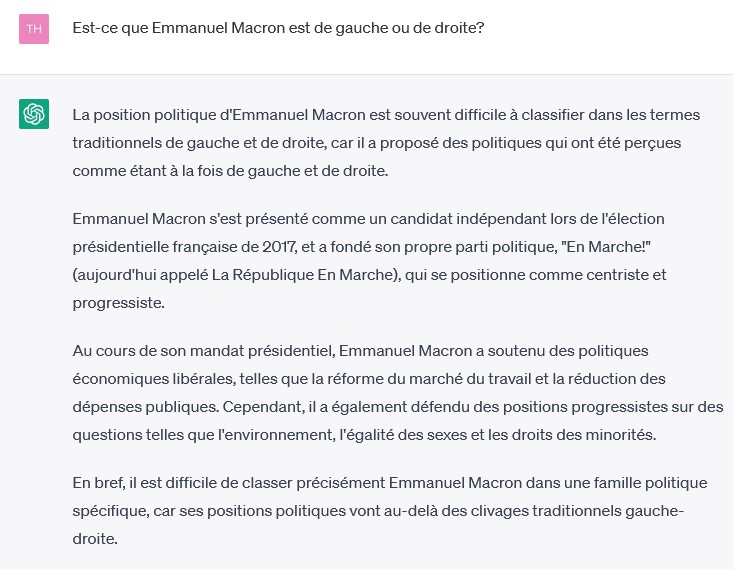 TH
Est-ce que Emmanuel Macron est de gauche ou de droite?
La position politique d'Emmanuel Macron est souvent difficile à classifier dans les termes
traditionnels de gauche et de droite, car il a proposé des politiques qui ont été perçues
comme étant à la fois de gauche et de droite.
Emmanuel Macron s'est présenté comme un candidat indépendant lors de l'élection
présidentielle française de 2017, et a fondé son propre parti politique, "En Marche!"
(aujourd'hui appelé La République En Marche), qui se positionne comme centriste et
progressiste.
Au cours de son mandat présidentiel, Emmanuel Macron a soutenu des politiques
économiques libérales, telles que la réforme du marché du travail et la réduction des
dépenses publiques. Cependant, il a également défendu des positions progressistes sur des
questions telles que l'environnement, l'égalité des sexes et les droits des minorités.
En bref, il est difficile de classer précisément Emmanuel Macron dans une famille politique
spécifique, car ses positions politiques vont au-delà des clivages traditionnels gauche-
droite.